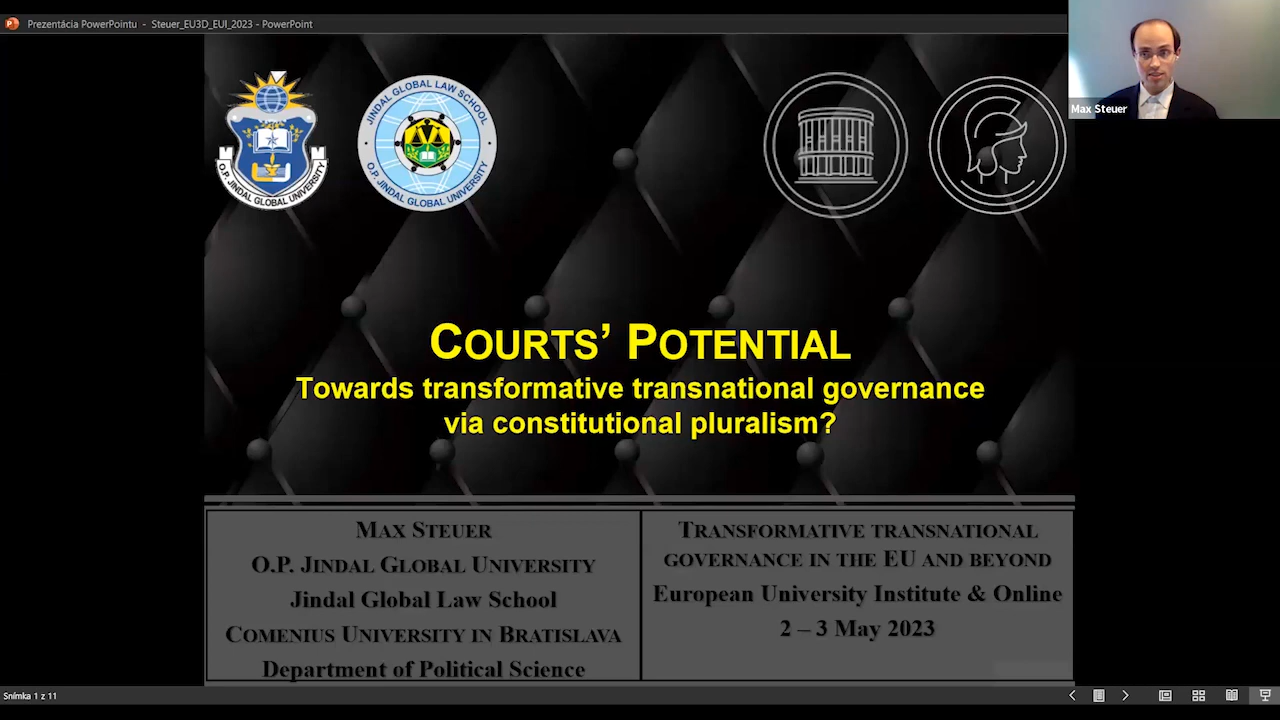 Prezentácia PowerPointu - Steuer_EU3D_EUI_2023 - PowerPoint
Max Steuer
O.P. JINDAL GLOBAL UNIVERSITY
JINDAL GLOBAL LAW SCHOOL
O.P. JINDAL GLOBAL UNIVERSITY
COURTS’ POTENTIAL
Towards transformative transnational governance
via constitutional pluralism?
MAX STEUER
O.P. JINDAL GLOBAL UNIVERSITY
Jindal Global Law School
COMENIUS UNIVERSITY IN BRATISLAVA
Department of Political Science
TRANSFORMATIVE TRANSNATIONAL
GOVERNANCE IN THE EU AND BEYOND
European University Institute & Online
2 – 3 May 2023
Snímka 1 z 11